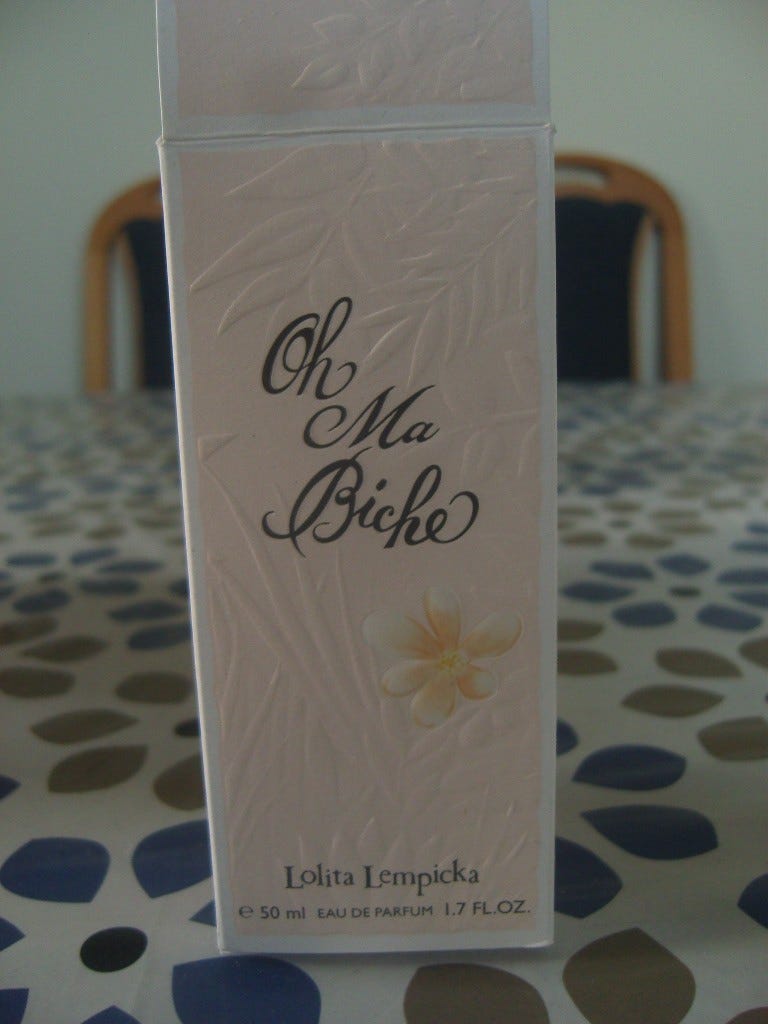 Oh
Ma
Biche
Lolita Lempicka
℮ 50 ml EAU DE PARFUM 1.7 FL.OZ.